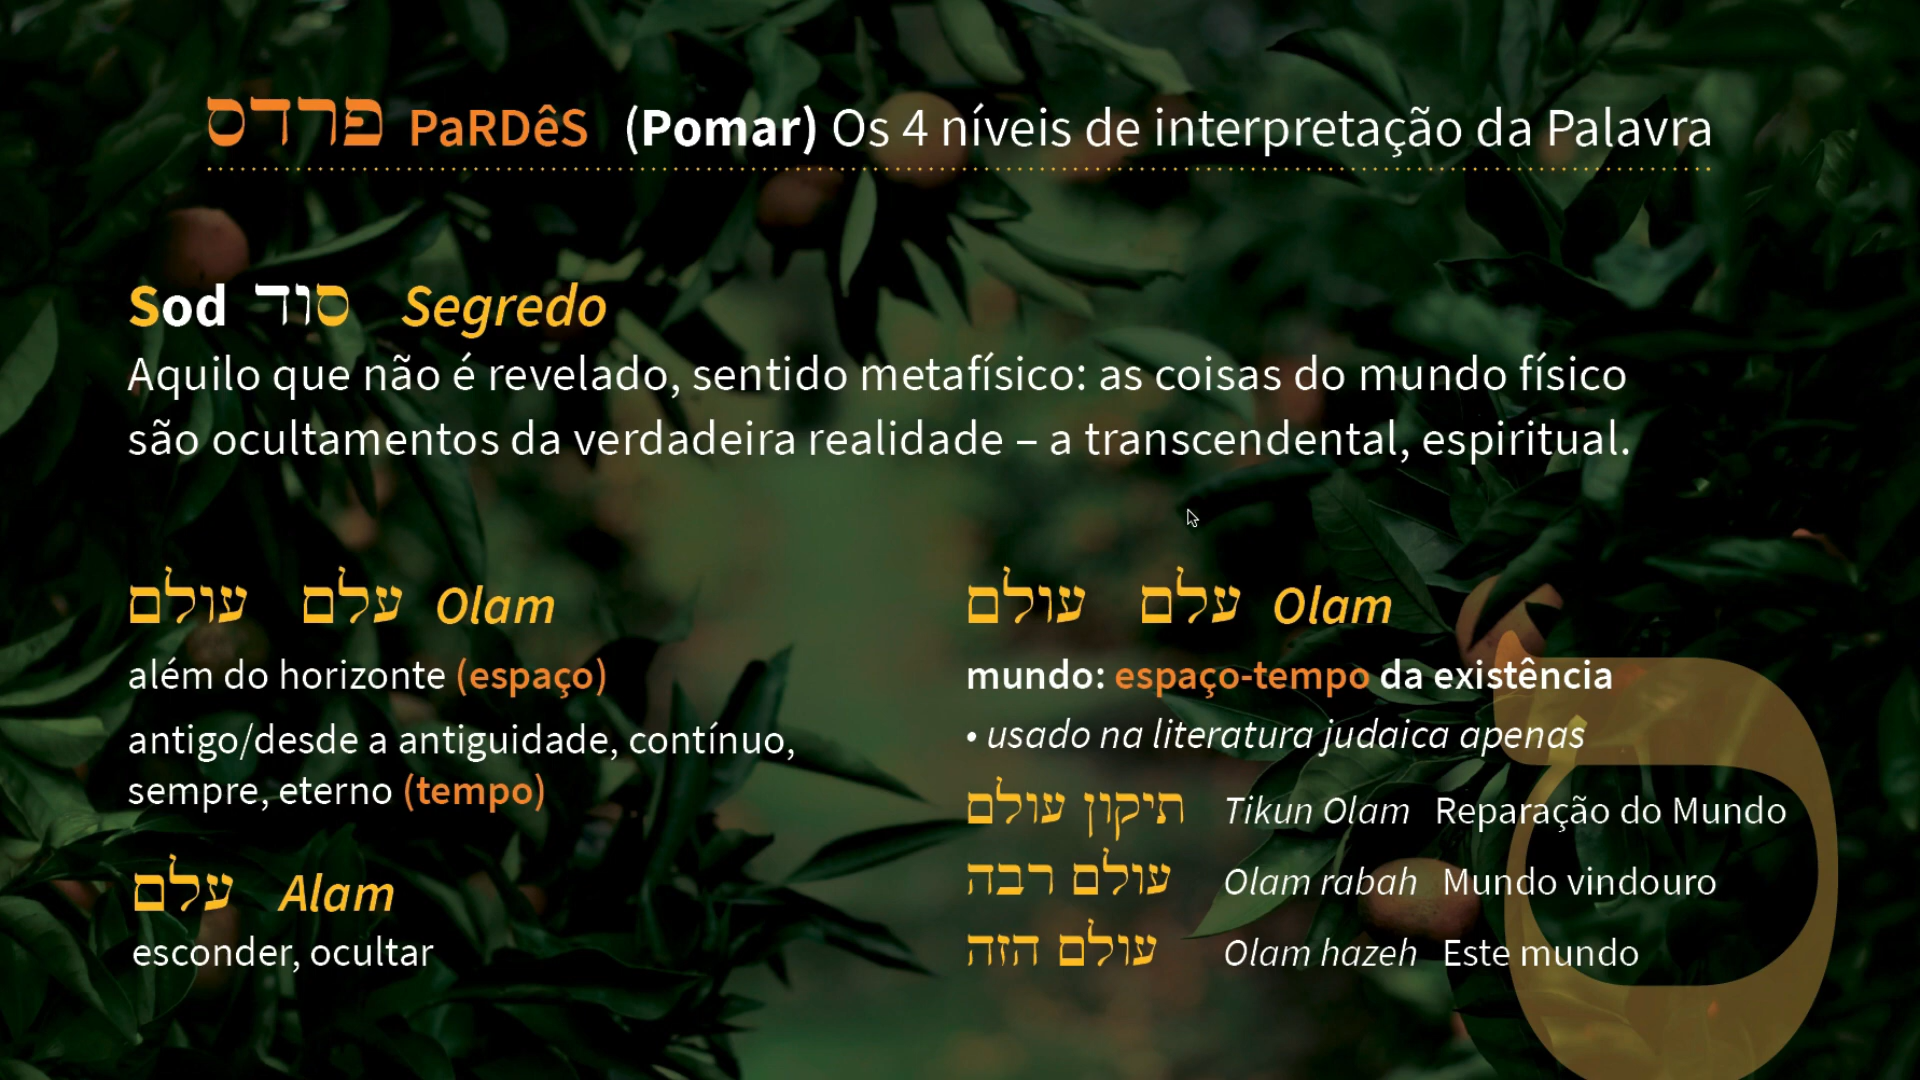 פרדס PaRDêS (Pomar) Os 4 níveis de interpretação da Palavra
Sod סוד Segredo
Aquilo que não é revelado, sentido metafísico: as coisas do mundo físico
são ocultamentos da verdadeira realidade – a transcendental, espiritual.
עולם עלם Olam
além do horizonte (espaço)
antigo/desde a antiguidade, contínuo,
sempre, eterno (tempo)
עלם Alam
esconder, ocultar
עולם עלם Olam
mundo: espaço-tempo da existência
• usado na literatura judaica apenas
תיקון עולם Tikun Olam Reparação do Mundo
עולם רבה Olam rabah Mundo vindouro
עולם הזה Olam hazeh Este mundo
ס